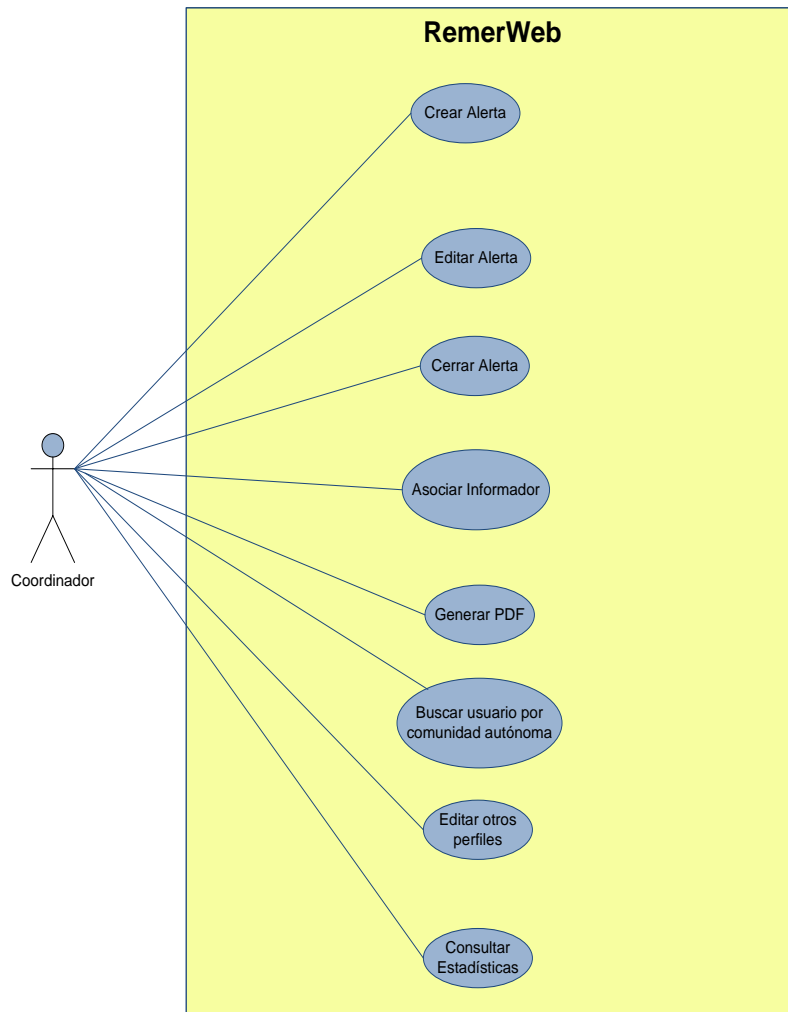 RemerWeb
Crear Alerta
Editar Alerta
Cerrar Alerta
Asociar Informador
Coordinador
Generar PDF
Buscar usuario por
comunidad autónoma
Editar otros
perfiles
Consultar
Estadísticas